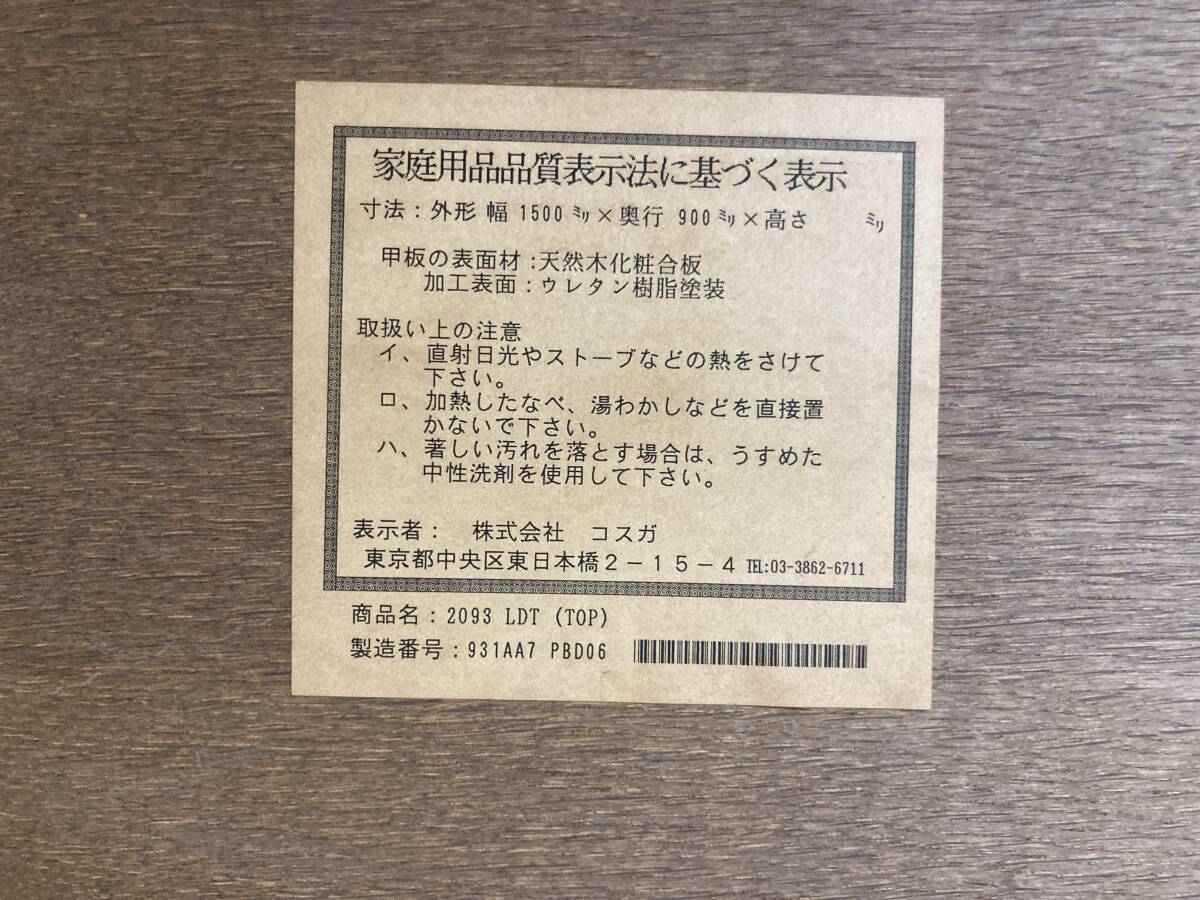 家庭用品品質表示法に基づく表示
寸法：外形 幅 1500 ㍉ × 奥行 900 ㍉ × 高さ ㍉
甲板の表面材：天然木化粧合板
加工表面：ウレタン樹脂塗装
取扱い上の注意
イ、直射日光やストーブなどの熱をさけて
下さい。
ロ、加熱したなべ、湯わかしなどを直接置
かないで下さい。
ハ、著しい汚れを落とす場合は、うすめた
中性洗剤を使用して下さい。
表示者： 株式会社 コスガ
東京都中央区東日本橋２－１５－４ TEL:03-3862-6711
商品名：2093 LDT (TOP)
製造番号：931AA7 PBD06